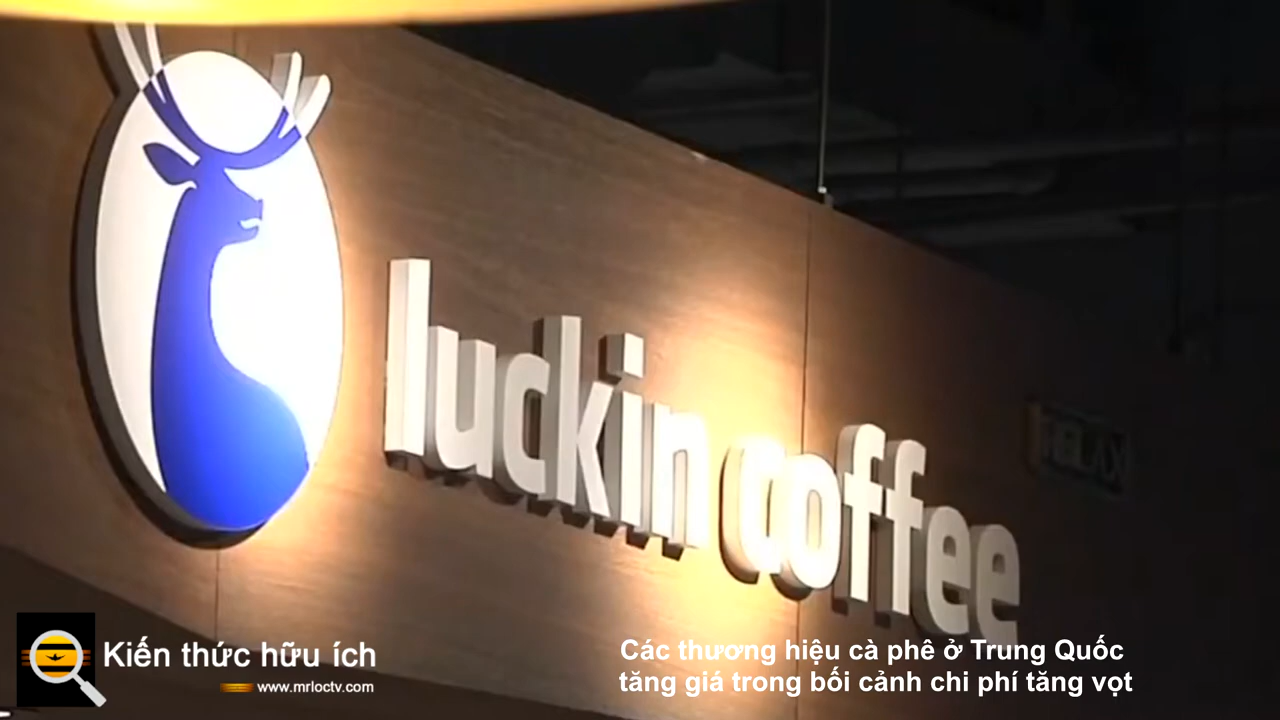 luckin coffee
RELAX
Kiến thức hữu ích
www.mrloctv.com
Các thương hiệu cà phê ở Trung Quốc
tăng giá trong bối cảnh chi phí tăng vọt